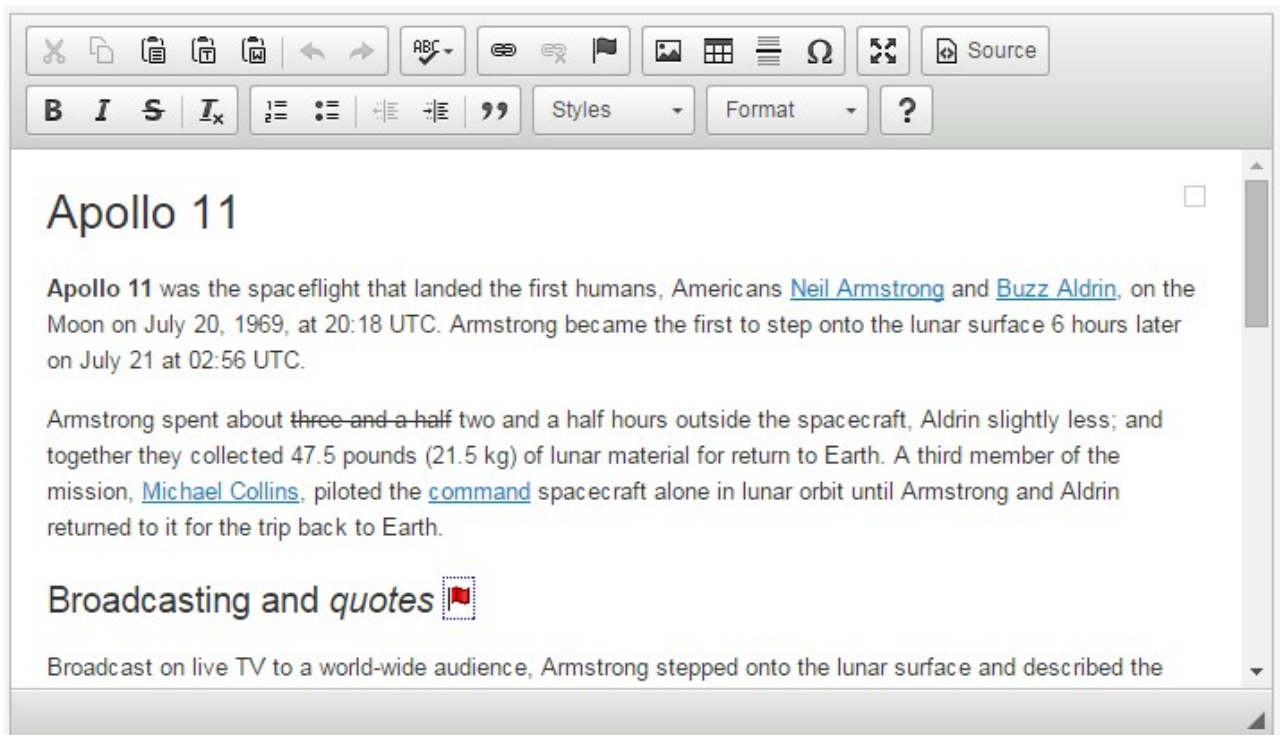 ABC Source
Styles Format ?
Apollo 11
Apollo 11 was the spaceflight that landed the first humans, Americans Neil Armstrong and Buzz Aldrin, on the
Moon on July 20, 1969, at 20:18 UTC. Armstrong became the first to step onto the lunar surface 6 hours later
on July 21 at 02:56 UTC.
Armstrong spent about three and a half two and a half hours outside the spacecraft, Aldrin slightly less; and
together they collected 47.5 pounds (21.5 kg) of lunar material for return to Earth. A third member of the
mission, Michael Collins, piloted the command spacecraft alone in lunar orbit until Armstrong and Aldrin
returned to it for the trip back to Earth.
Broadcasting and quotes
Broadcast on live TV to a world-wide audience, Armstrong stepped onto the lunar surface and described the